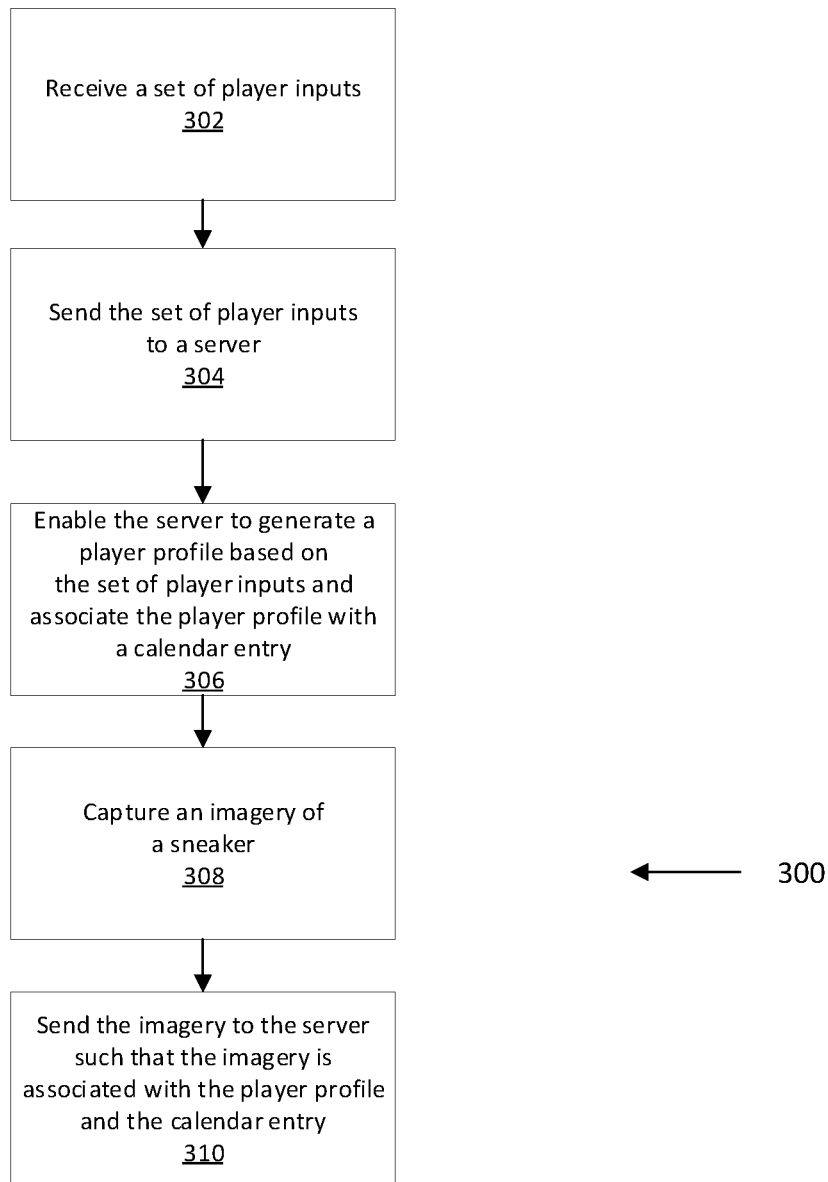 Receive a set of player inputs
302
Send the set of player inputs
to a server
304
Enable the server to generate a
player profile based on
the set of player inputs and
associate the player profile with
a calendar entry
306
Capture an imagery of
a sneaker
308
300
Send the imagery to the server
such that the imagery is
associated with the player profile
and the calendar entry
310